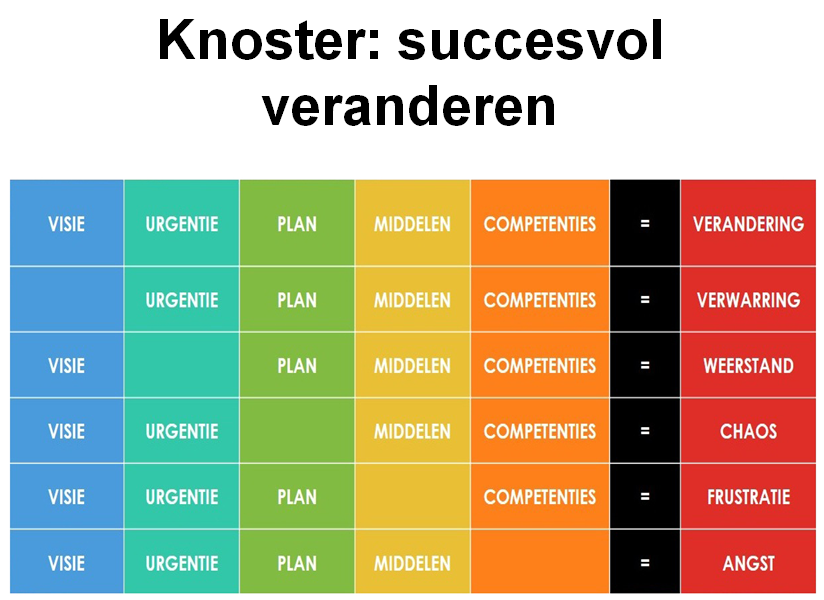 Knoster: succesvol
veranderen
VISIE URGENTIE PLAN MIDDELEN COMPETENTIES = VERANDERING
URGENTIE PLAN MIDDELEN COMPETENTIES = VERWARRING
VISIE PLAN MIDDELEN COMPETENTIES = WEERSTAND
VISIE URGENTIE MIDDELEN COMPETENTIES = CHAOS
VISIE URGENTIE PLAN COMPETENTIES = FRUSTRATIE
VISIE URGENTIE PLAN MIDDELEN = ANGST